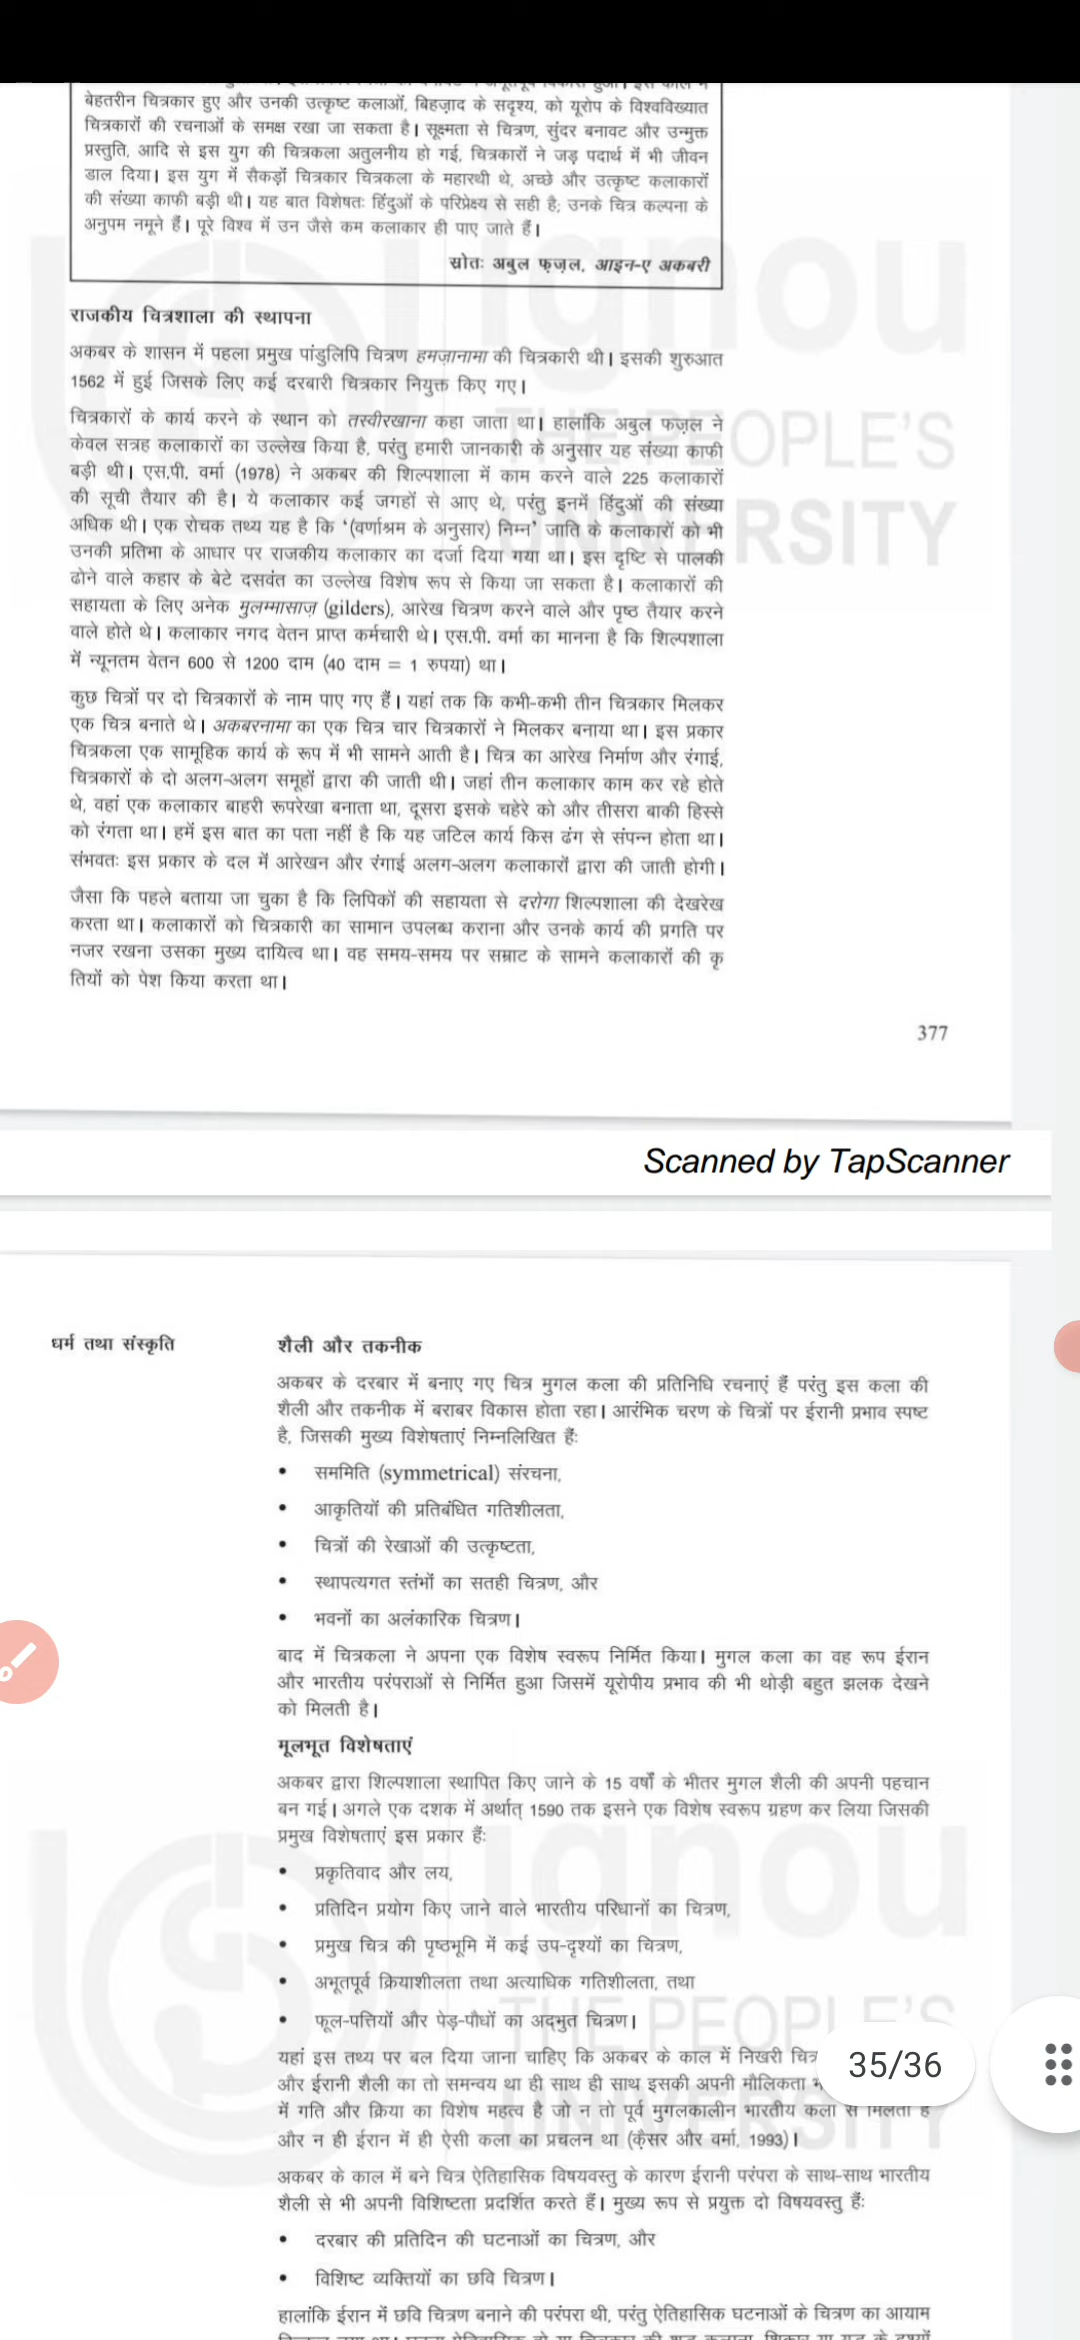 बेहतरीन चित्रकार हुए और उनकी उत्कृष्ट कलाओं, बिहज़ाद के सदृश्य, को यूरोप के विश्वविख्यात
चित्रकारों की रचनाओं के समक्ष रखा जा सकता है। सूक्ष्मता से चित्रण, सुंदर बनावट और उन्मुक्त
प्रस्तुति, आदि से इस युग की चित्रकला अतुलनीय हो गई, चित्रकारों ने जड़ पदार्थ में भी जीवन
डाल दिया। इस युग में सैकड़ों चित्रकार चित्रकला के महारथी थे, अच्छे और उत्कृष्ट कलाकारों
की संख्या काफी बड़ी थी। यह बात विशेषतः हिंदुओं के परिप्रेक्ष्य से सही है; उनके चित्र कल्पना के
अनुपम नमूने हैं। पूरे विश्व में उन जैसे कम कलाकार ही पाए जाते हैं।
स्रोतः अबुल फ़ज़ल, आइन-ए अकबरी
राजकीय चित्रशाला की स्थापना
अकबर के शासन में पहला प्रमुख पांडुलिपि चित्रण हमज़ानामा की चित्रकारी थी। इसकी शुरुआत
1562 में हुई जिसके लिए कई दरबारी चित्रकार नियुक्त किए गए।
चित्रकारों के कार्य करने के स्थान को तस्वीरखाना कहा जाता था। हालांकि अबुल फज़ल ने
केवल सत्रह कलाकारों का उल्लेख किया है, परंतु हमारी जानकारी के अनुसार यह संख्या काफी
बड़ी थी। एस.पी. वर्मा (1978) ने अकबर की शिल्पशाला में काम करने वाले 225 कलाकारों
की सूची तैयार की है। ये कलाकार कई जगहों से आए थे, परंतु इनमें हिंदुओं की संख्या
अधिक थी। एक रोचक तथ्य यह है कि ‘(वर्णाश्रम के अनुसार) निम्न’ जाति के कलाकारों को भी
उनकी प्रतिभा के आधार पर राजकीय कलाकार का दर्जा दिया गया था। इस दृष्टि से पालकी
ढोने वाले कहार के बेटे दसवंत का उल्लेख विशेष रूप से किया जा सकता है। कलाकारों की
सहायता के लिए अनेक मुलम्मासाज़ (gilders), आरेख चित्रण करने वाले और पृष्ठ तैयार करने
वाले होते थे। कलाकार नगद वेतन प्राप्त कर्मचारी थे। एस.पी. वर्मा का मानना है कि शिल्पशाला
में न्यूनतम वेतन 600 से 1200 दाम (40 दाम = 1 रुपया) था।
कुछ चित्रों पर दो चित्रकारों के नाम पाए गए हैं। यहां तक कि कभी-कभी तीन चित्रकार मिलकर
एक चित्र बनाते थे। अकबरनामा का एक चित्र चार चित्रकारों ने मिलकर बनाया था। इस प्रकार
चित्रकला एक सामूहिक कार्य के रूप में भी सामने आती है। चित्र का आरेख निर्माण और रंगाई,
चित्रकारों के दो अलग-अलग समूहों द्वारा की जाती थी। जहां तीन कलाकार काम कर रहे होते
थे, वहां एक कलाकार बाहरी रूपरेखा बनाता था, दूसरा इसके चहेरे को और तीसरा बाकी हिस्से
को रंगता था। हमें इस बात का पता नहीं है कि यह जटिल कार्य किस ढंग से संपन्न होता था।
संभवतः इस प्रकार के दल में आरेखन और रंगाई अलग-अलग कलाकारों द्वारा की जाती होगी।
जैसा कि पहले बताया जा चुका है कि लिपिकों की सहायता से दरोगा शिल्पशाला की देखरेख
करता था। कलाकारों को चित्रकारी का सामान उपलब्ध कराना और उनके कार्य की प्रगति पर
नजर रखना उसका मुख्य दायित्व था। वह समय-समय पर सम्राट के सामने कलाकारों की कृ
तियों को पेश किया करता था।
377
Scanned by TapScanner
धर्म तथा संस्कृति
शैली और तकनीक
अकबर के दरबार में बनाए गए चित्र मुगल कला की प्रतिनिधि रचनाएं हैं परंतु इस कला की
शैली और तकनीक में बराबर विकास होता रहा। आरंभिक चरण के चित्रों पर ईरानी प्रभाव स्पष्ट
है, जिसकी मुख्य विशेषताएं निम्नलिखित हैंः
• सममिति (symmetrical) संरचना,
• आकृतियों की प्रतिबंधित गतिशीलता,
• चित्रों की रेखाओं की उत्कृष्टता,
• स्थापत्यगत स्तंभों का सतही चित्रण, और
• भवनों का अलंकारिक चित्रण।
बाद में चित्रकला ने अपना एक विशेष स्वरूप निर्मित किया। मुगल कला का वह रूप ईरान
और भारतीय परंपराओं से निर्मित हुआ जिसमें यूरोपीय प्रभाव की भी थोड़ी बहुत झलक देखने
को मिलती है।
मूलभूत विशेषताएं
अकबर द्वारा शिल्पशाला स्थापित किए जाने के 15 वर्षों के भीतर मुगल शैली की अपनी पहचान
बन गई। अगले एक दशक में अर्थात् 1590 तक इसने एक विशेष स्वरूप ग्रहण कर लिया जिसकी
प्रमुख विशेषताएं इस प्रकार हैंः
• प्रकृतिवाद और लय,
• प्रतिदिन प्रयोग किए जाने वाले भारतीय परिधानों का चित्रण,
• प्रमुख चित्र की पृष्ठभूमि में कई उप-दृश्यों का चित्रण,
• अभूतपूर्व क्रियाशीलता तथा अत्याधिक गतिशीलता, तथा
• फूल-पत्तियों और पेड़-पौधों का अद्भुत चित्रण।
यहां इस तथ्य पर बल दिया जाना चाहिए कि अकबर के काल में निखरी
और ईरानी शैली का तो समन्वय था ही साथ ही साथ इसकी अपनी मौलिकता
35/36
में गति और क्रिया का विशेष महत्व है जो न तो पूर्व मुगलकालीन भारतीय कला से मिलता है
और न ही ईरान में ही ऐसी कला का प्रचलन था (क़ैसर और वर्मा, 1993)।
अकबर के काल में बने चित्र ऐतिहासिक विषयवस्तु के कारण ईरानी परंपरा के साथ-साथ भारतीय
शैली से भी अपनी विशिष्टता प्रदर्शित करते हैं। मुख्य रूप से प्रयुक्त दो विषयवस्तु हैंः
• दरबार की प्रतिदिन की घटनाओं का चित्रण, और
• विशिष्ट व्यक्तियों का छवि चित्रण।
हालांकि ईरान में छवि चित्रण बनाने की परंपरा थी, परंतु ऐतिहासिक घटनाओं के चित्रण का आयाम
ignou
THE PEOPLE'S
UNIVERSITY
ignou
THE PEOPLE'S
UNIVERSITY